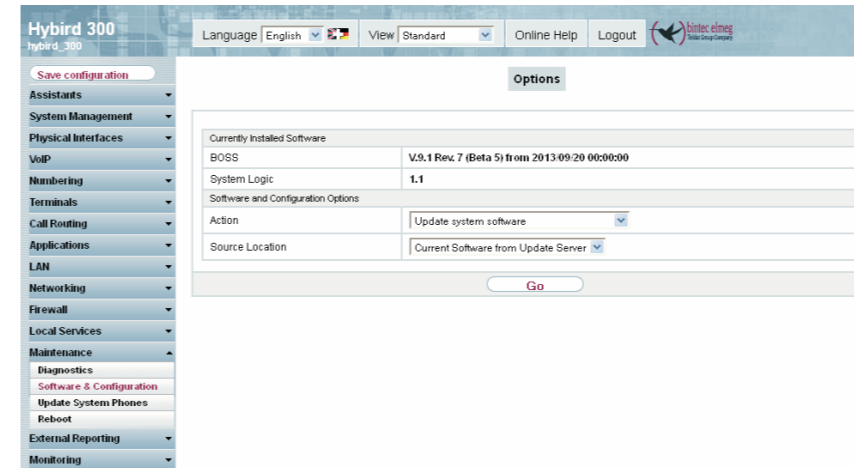 Hybird 300
hybird_300
Language English View Standard Online Help Logout bintec elmeg
Teldat Group Company
Save configuration
Assistants
System Management
Physical Interfaces
VoIP
Numbering
Terminals
Call Routing
Applications
LAN
Networking
Firewall
Local Services
Maintenance
Diagnostics
Software & Configuration
Update System Phones
Reboot
External Reporting
Monitoring
Options
Currently Installed Software
BOSS V.9.1 Rev. 7 (Beta 5) from 2013/09/20 00:00:00
System Logic 1.1
Software and Configuration Options
Action Update system software
Source Location Current Software from Update Server
Go